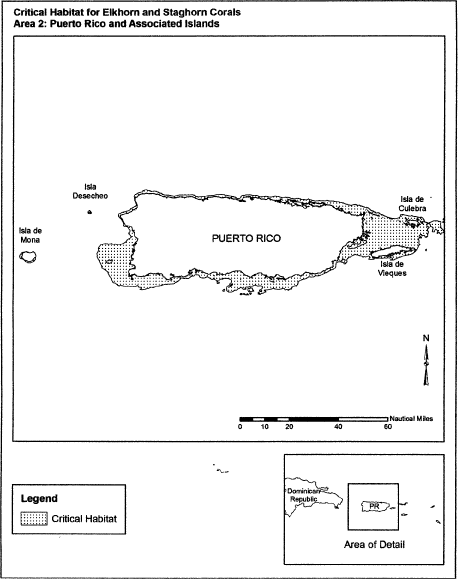 Critical Habitat for Elkhorn and Staghorn Corals
Area 2: Puerto Rico and Associated Islands
Isla
Desecheo
Isla de
Mona
PUERTO RICO
Isla de
Culebra
Isla de
Vieques
N
Nautical Miles
0 10 20 40 60
Legend
Critical Habitat
Dominican
Republic
PR
Area of Detail